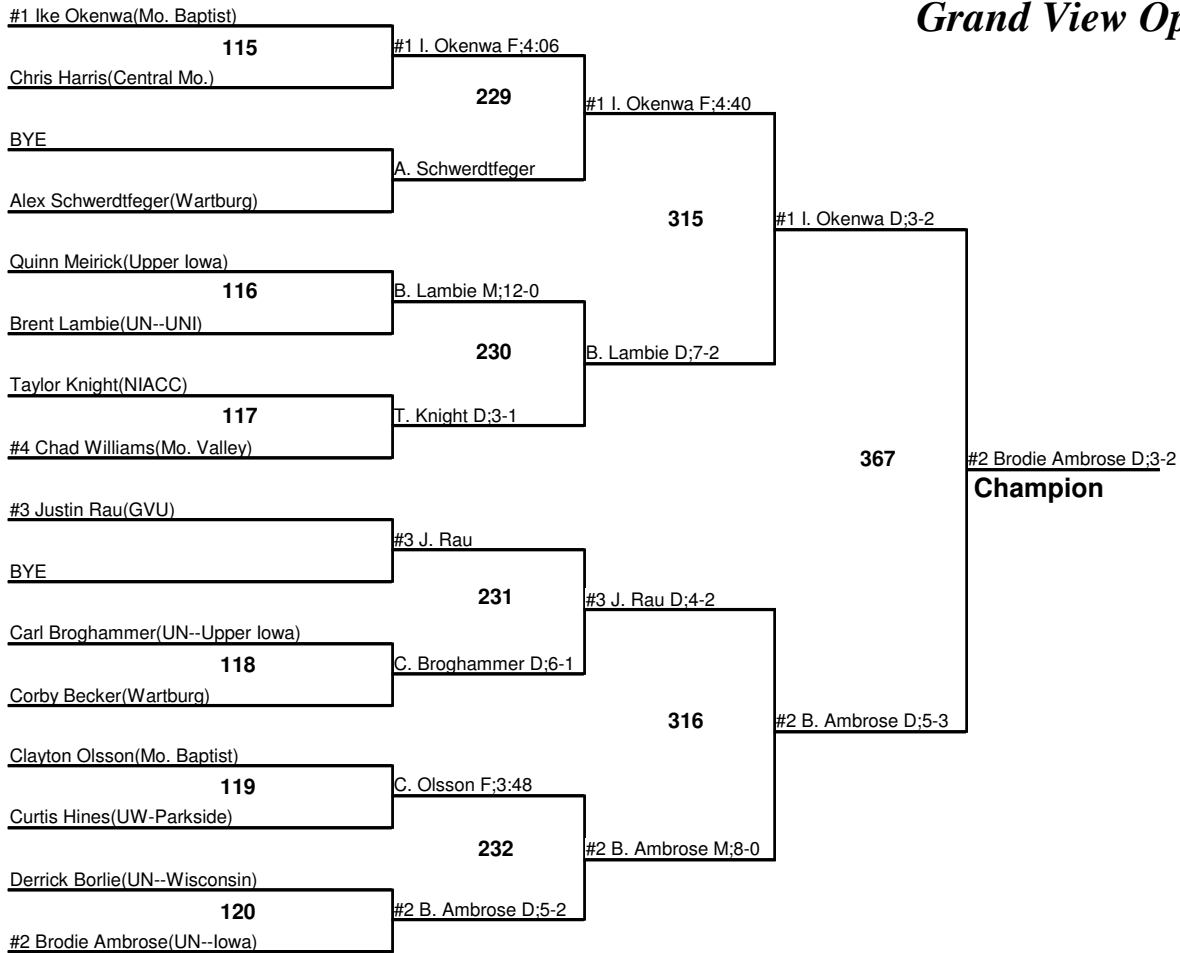 Grand View Op
#1 Ike Okenwa(Mo. Baptist)
115
#1 I. Okenwa F;4:06
Chris Harris(Central Mo.)
229
#1 I. Okenwa F;4:40
BYE
A. Schwerdtfeger
Alex Schwerdtfeger(Wartburg)
315
#1 I. Okenwa D;3-2
Quinn Meirick(Upper Iowa)
116
B. Lambie M;12-0
Brent Lambie(UN--UNI)
230
B. Lambie D;7-2
Taylor Knight(NIACC)
117
T. Knight D;3-1
#4 Chad Williams(Mo. Valley)
367
#2 Brodie Ambrose D;3-2
Champion
#3 Justin Rau(GVU)
#3 J. Rau
BYE
231
#3 J. Rau D;4-2
Carl Broghammer(UN--Upper Iowa)
118
C. Broghammer D;6-1
Corby Becker(Wartburg)
316
#2 B. Ambrose D;5-3
Clayton Olsson(Mo. Baptist)
119
C. Olsson F;3:48
Curtis Hines(UW-Parkside)
232
#2 B. Ambrose M;8-0
Derrick Borlie(UN--Wisconsin)
120
#2 B. Ambrose D;5-2
#2 Brodie Ambrose(UN--Iowa)